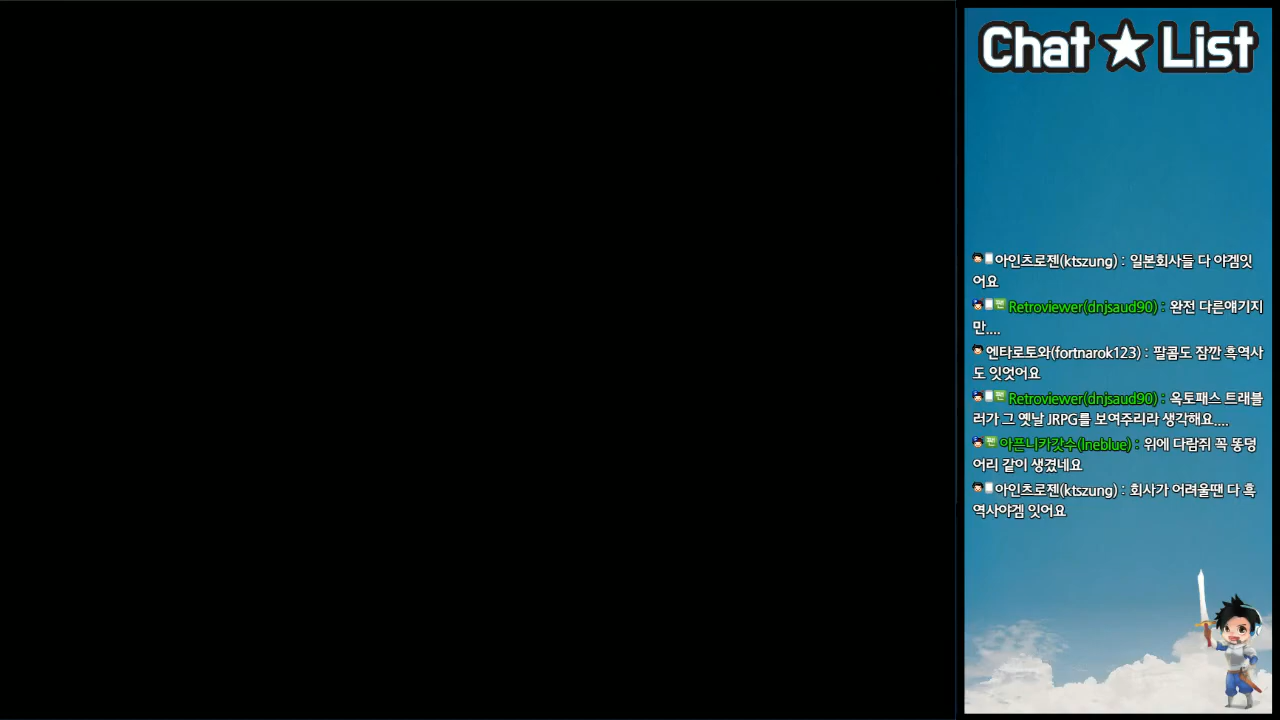 Chat★List
아인츠로젠(ktszung) : 일본회사들 다 야겜잇
어요
Retroviewer(dnjsaud90) : 완전 다른얘기지
만....
엔타로토와(fortnarok123) : 팔콤도 잠깐 흑역사
도 잇엇어요
Retroviewer(dnjsaud90) : 옥토패스 트래블
러가 그 옛날 JRPG를 보여주리라 생각해요....
아픈니카갓수(lneblue) : 위에 다람쥐 꼭 똥덩
어리 같이 생겼네요
아인츠로젠(ktszung) : 회사가 어려울땐 다 흑
역사야겜 잇어요